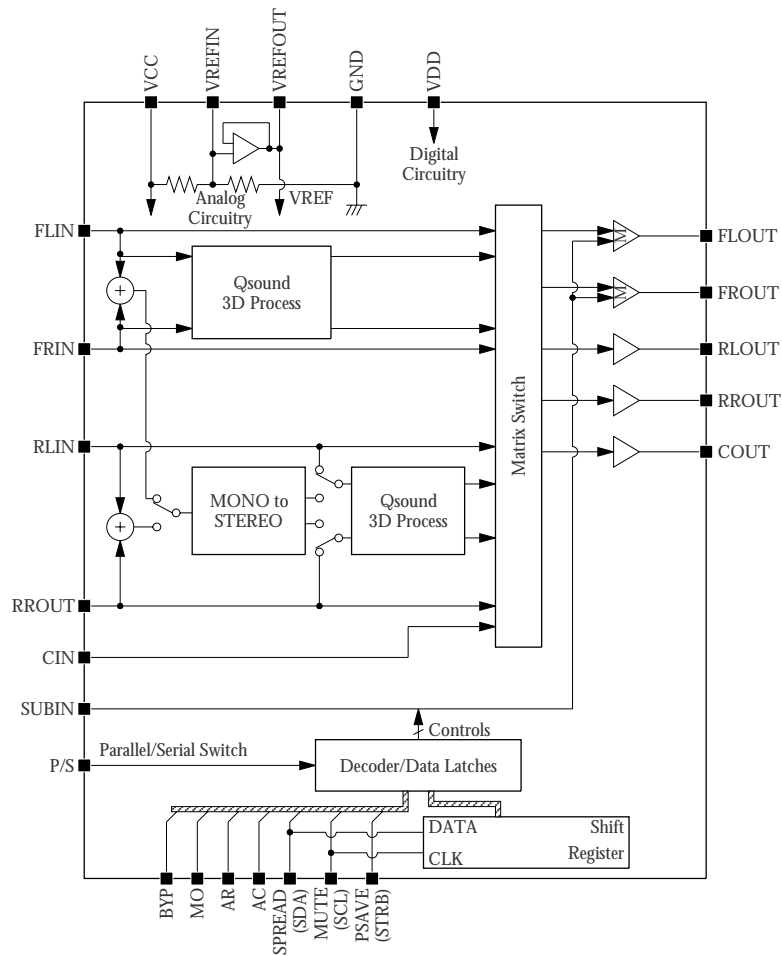 VCC
VREFIN
VREFOUT
GND
VDD
Digital
Circuitry
Analog
Circuitry
VREF
FLIN
Qsound
3D Process
+
FRIN
RLIN
MONO to
STEREO
Qsound
3D Process
+
RROUT
CIN
SUBIN
P/S
Parallel/Serial Switch
Matrix Switch
M
M
FLOUT
FROUT
RLOUT
RROUT
COUT
Controls
Decoder/Data Latches
DATA
CLK
Shift
Register
BYP
MO
AR
AC
SPREAD
(SDA)
MUTE
(SCL)
PSAVE
(STRB)